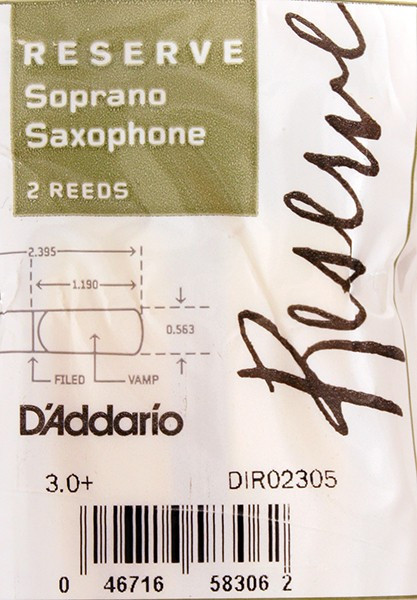 RESERVE
Soprano
Saxophone
2 REEDS
Reserve
2.395
1.190
0.563
FILED
VAMP
D'Addario
3.0+
DIR02305
0 46716 58306 2